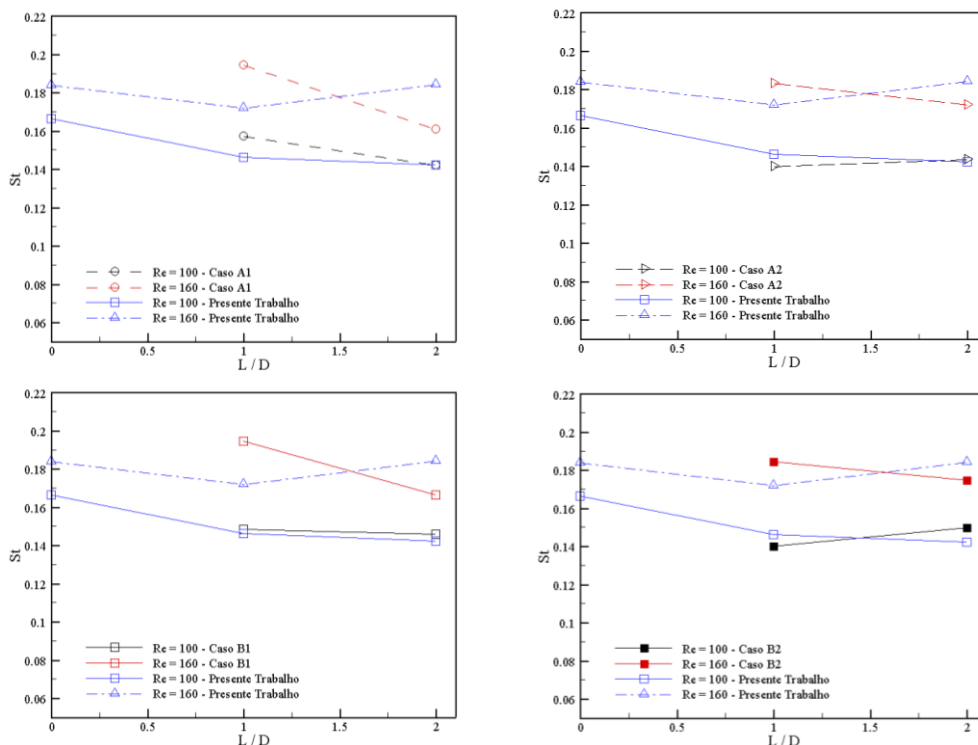 0.22
0.2
0.18
0.16
0.14
0.12
0.1
0.08
0.06
St
Re = 100 - Caso A1
Re = 160 - Caso A1
Re = 100 - Presente Trabalho
Re = 160 - Presente Trabalho
0 0.5 1 1.5 2
L / D
0.22
0.2
0.18
0.16
0.14
0.12
0.1
0.08
0.06
St
Re = 100 - Caso A2
Re = 160 - Caso A2
Re = 100 - Presente Trabalho
Re = 160 - Presente Trabalho
0 0.5 1 1.5 2
L / D
0.22
0.2
0.18
0.16
0.14
0.12
0.1
0.08
0.06
St
Re = 100 - Caso B1
Re = 160 - Caso B1
Re = 100 - Presente Trabalho
Re = 160 - Presente Trabalho
0 0.5 1 1.5 2
L / D
0.22
0.2
0.18
0.16
0.14
0.12
0.1
0.08
0.06
St
Re = 100 - Caso B2
Re = 160 - Caso B2
Re = 100 - Presente Trabalho
Re = 160 - Presente Trabalho
0 0.5 1 1.5 2
L / D